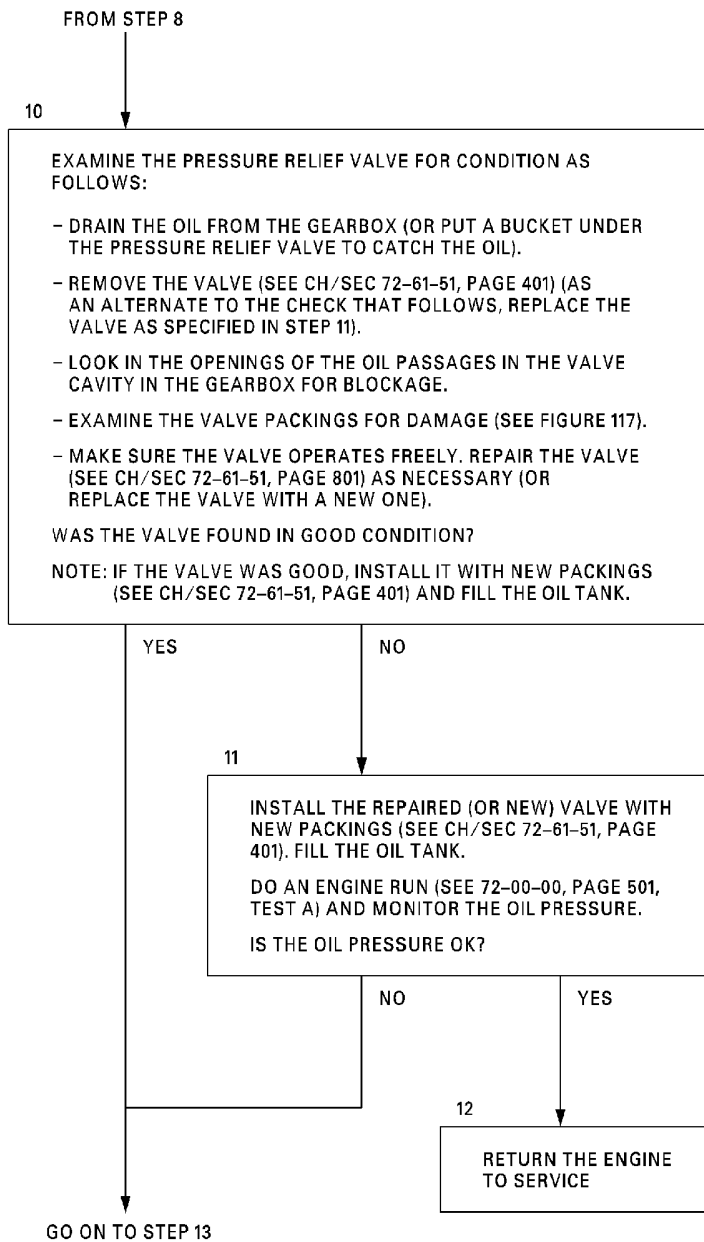 FROM STEP 8
10
EXAMINE THE PRESSURE RELIEF VALVE FOR CONDITION AS
FOLLOWS:
– DRAIN THE OIL FROM THE GEARBOX (OR PUT A BUCKET UNDER
THE PRESSURE RELIEF VALVE TO CATCH THE OIL).
– REMOVE THE VALVE (SEE CH/SEC 72–61–51, PAGE 401) (AS
AN ALTERNATE TO THE CHECK THAT FOLLOWS, REPLACE THE
VALVE AS SPECIFIED IN STEP 11).
– LOOK IN THE OPENINGS OF THE OIL PASSAGES IN THE VALVE
CAVITY IN THE GEARBOX FOR BLOCKAGE.
– EXAMINE THE VALVE PACKINGS FOR DAMAGE (SEE FIGURE 117).
– MAKE SURE THE VALVE OPERATES FREELY. REPAIR THE VALVE
(SEE CH/SEC 72–61–51, PAGE 801) AS NECESSARY (OR
REPLACE THE VALVE WITH A NEW ONE).
WAS THE VALVE FOUND IN GOOD CONDITION?
NOTE: IF THE VALVE WAS GOOD, INSTALL IT WITH NEW PACKINGS
(SEE CH/SEC 72–61–51, PAGE 401) AND FILL THE OIL TANK.
YES
NO
11
INSTALL THE REPAIRED (OR NEW) VALVE WITH
NEW PACKINGS (SEE CH/SEC 72–61–51, PAGE
401). FILL THE OIL TANK.
DO AN ENGINE RUN (SEE 72–00–00, PAGE 501,
TEST A) AND MONITOR THE OIL PRESSURE.
IS THE OIL PRESSURE OK?
NO
YES
12
RETURN THE ENGINE
TO SERVICE
GO ON TO STEP 13